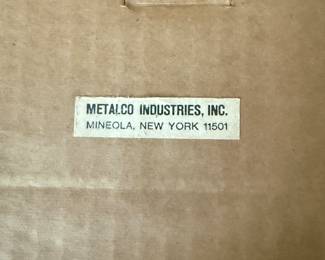 METALCO INDUSTRIES, INC.
MINEOLA, NEW YORK 11501